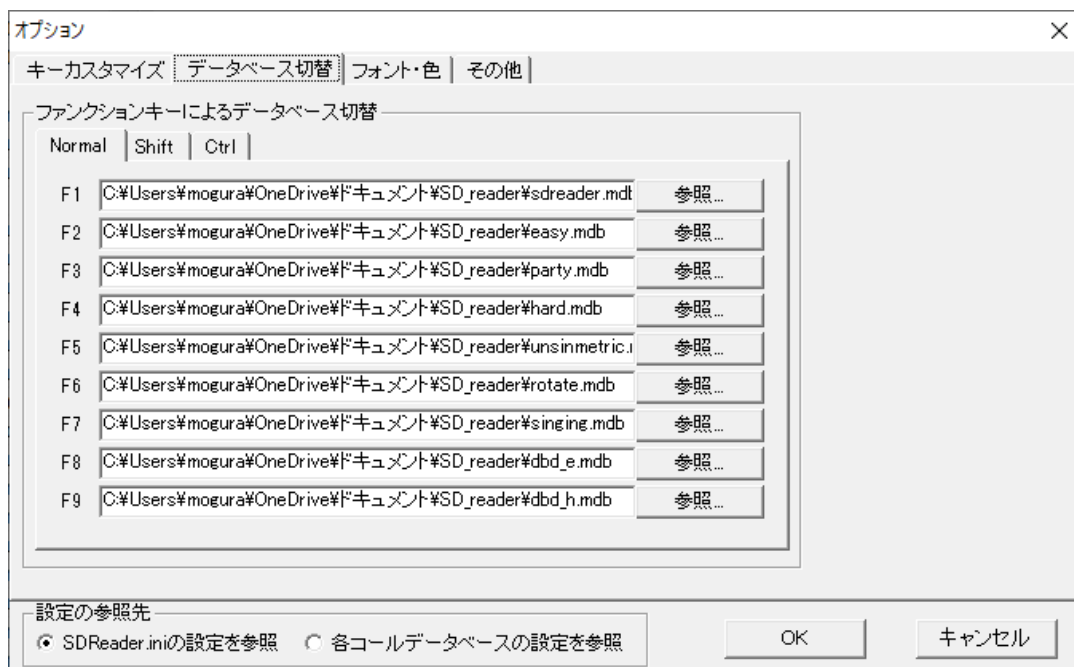 オプション
キーカスタマイズ データベース切替 フォント・色 その他
ファンクションキーによるデータベース切替
Normal Shift Ctrl
F1 C:¥Users¥mogura¥OneDrive¥ドキュメント¥SD_reader¥sdreader.mdb 参照...
F2 C:¥Users¥mogura¥OneDrive¥ドキュメント¥SD_reader¥easy.mdb 参照...
F3 C:¥Users¥mogura¥OneDrive¥ドキュメント¥SD_reader¥party.mdb 参照...
F4 C:¥Users¥mogura¥OneDrive¥ドキュメント¥SD_reader¥hard.mdb 参照...
F5 C:¥Users¥mogura¥OneDrive¥ドキュメント¥SD_reader¥unsinmetric. 参照...
F6 C:¥Users¥mogura¥OneDrive¥ドキュメント¥SD_reader¥rotate.mdb 参照...
F7 C:¥Users¥mogura¥OneDrive¥ドキュメント¥SD_reader¥singing.mdb 参照...
F8 C:¥Users¥mogura¥OneDrive¥ドキュメント¥SD_reader¥dbd_e.mdb 参照...
F9 C:¥Users¥mogura¥OneDrive¥ドキュメント¥SD_reader¥dbd_h.mdb 参照...
設定の参照先
SDReader.iniの設定を参照 各コールデータベースの設定を参照 OK キャンセル